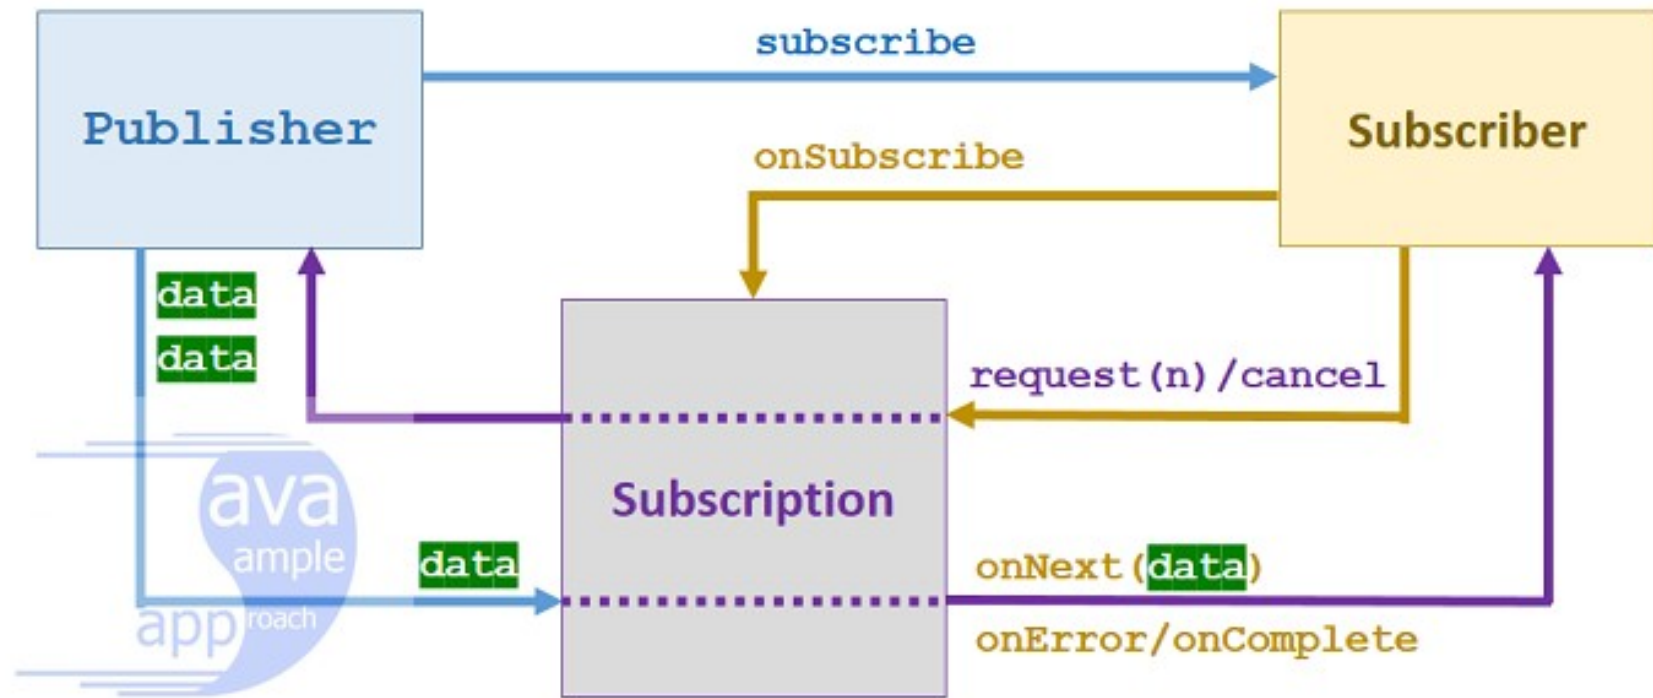 subscribe
Publisher
Subscriber
onSubscribe
data
data
request(n)/cancel
Subscription
data
onNext(data)
onError/onComplete
ava
ample
app roach